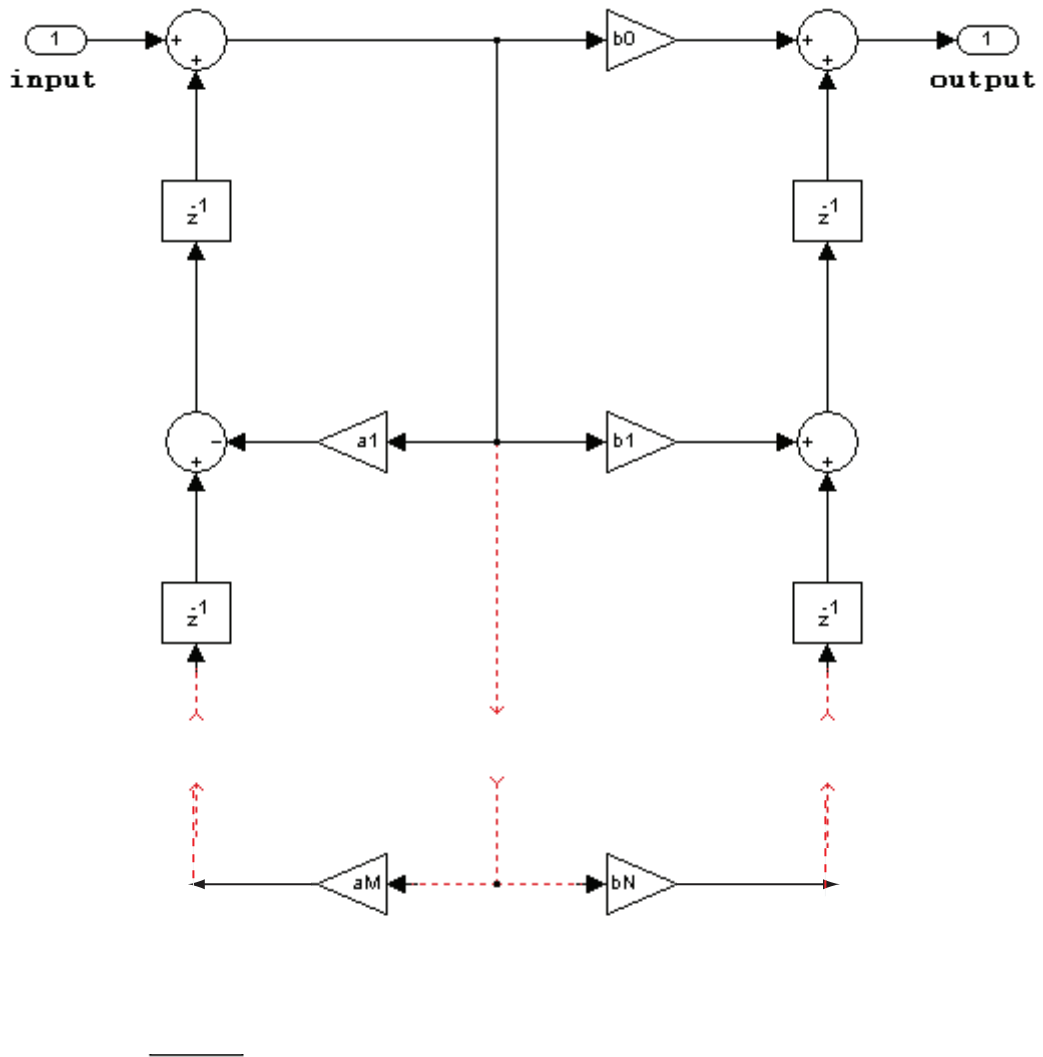 1
+
+
b0
+
+
1
input
output
z-1
z-1
-
+
a1
b1
+
+
z-1
z-1
aM
bN